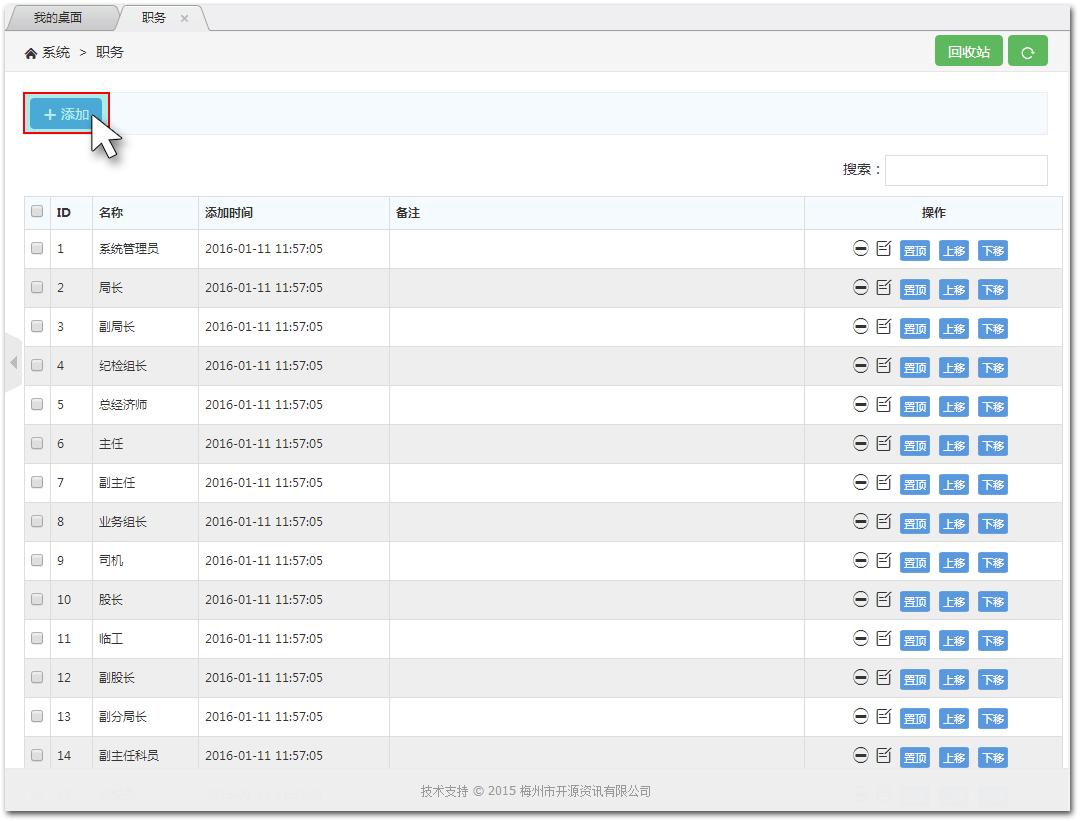 我的桌面 职务 ×
系统 > 职务 回收站
+ 添加
搜索：
ID 名称 添加时间 备注 操作
1 系统管理员 2016-01-11 11:57:05 置顶 上移 下移
2 局长 2016-01-11 11:57:05 置顶 上移 下移
3 副局长 2016-01-11 11:57:05 置顶 上移 下移
4 纪检组长 2016-01-11 11:57:05 置顶 上移 下移
5 总经济师 2016-01-11 11:57:05 置顶 上移 下移
6 主任 2016-01-11 11:57:05 置顶 上移 下移
7 副主任 2016-01-11 11:57:05 置顶 上移 下移
8 业务组长 2016-01-11 11:57:05 置顶 上移 下移
9 司机 2016-01-11 11:57:05 置顶 上移 下移
10 股长 2016-01-11 11:57:05 置顶 上移 下移
11 临工 2016-01-11 11:57:05 置顶 上移 下移
12 副股长 2016-01-11 11:57:05 置顶 上移 下移
13 副分局长 2016-01-11 11:57:05 置顶 上移 下移
14 副主任科员 2016-01-11 11:57:05 置顶 上移 下移
技术支持 © 2015 梅州市开源资讯有限公司